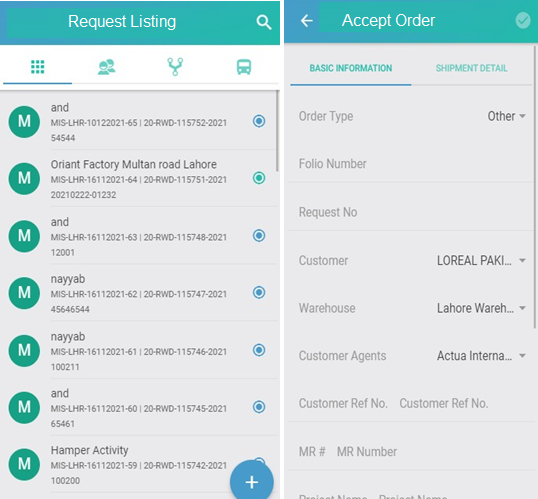 Request Listing
M
and
MIS-LHR-10122021-65 | 20-RWD-115752-2021
54544
M
Oriant Factory Multan road Lahore
MIS-LHR-16112021-64 | 20-RWD-115751-2021
20210222-01232
M
and
MIS-LHR-16112021-63 | 20-RWD-115748-2021
12001
M
nayyab
MIS-LHR-16112021-62 | 20-RWD-115747-2021
45646544
M
nayyab
MIS-LHR-16112021-61 | 20-RWD-115746-2021
100211
M
and
MIS-LHR-16112021-60 | 20-RWD-115745-2021
65461
M
Hamper Activity
MIS-LHR-16112021-59 | 20-RWD-115742-2021
100200
+
Accept Order
BASIC INFORMATION SHIPMENT DETAIL
Order Type Other
Folio Number
Request No
Customer LOREAL PAKI...
Warehouse Lahore Wareh...
Customer Agents Actua Interna...
Customer Ref No. Customer Ref No.
MR # MR Number
Project Name Project Name